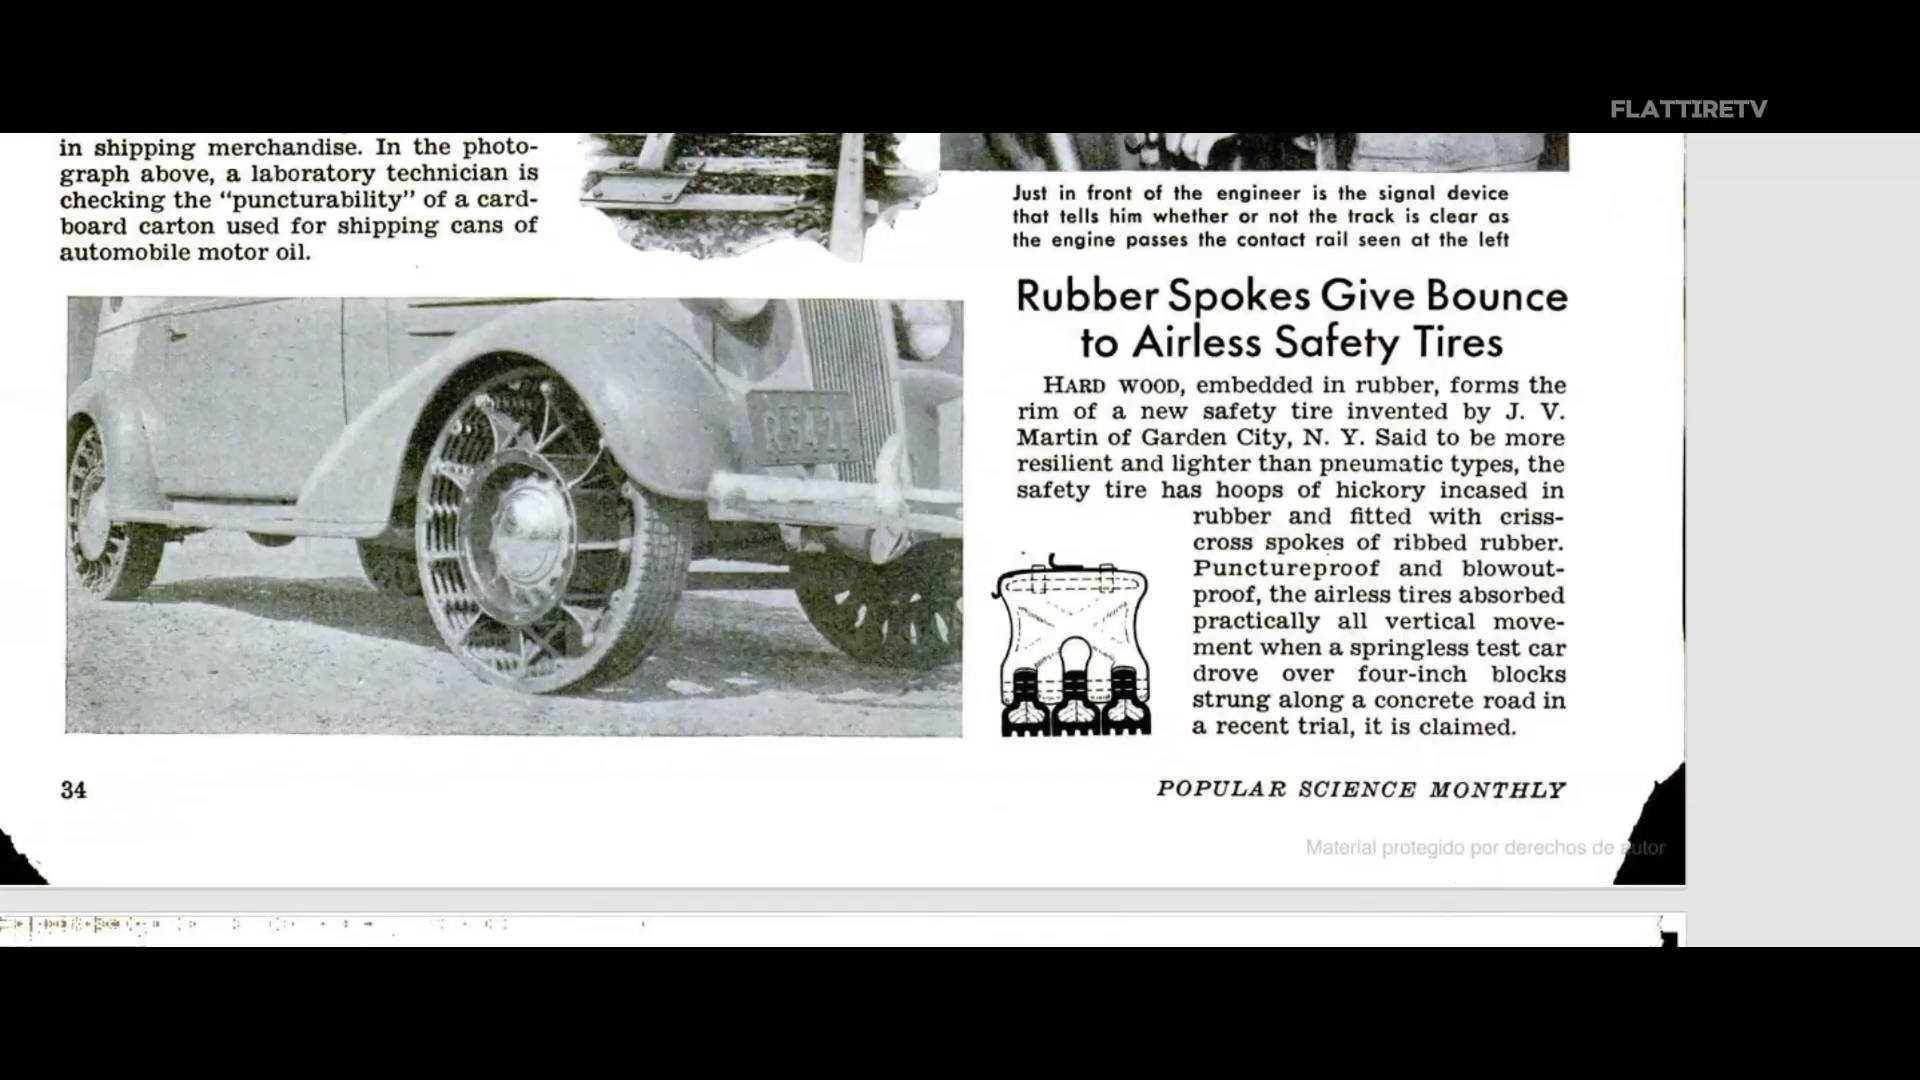 FLATTIRETV
in shipping merchandise. In the photo-
graph above, a laboratory technician is
checking the “puncturability” of a card-
board carton used for shipping cans of
automobile motor oil.
Just in front of the engineer is the signal device
that tells him whether or not the track is clear as
the engine passes the contact rail seen at the left
Rubber Spokes Give Bounce
to Airless Safety Tires
HARD WOOD, embedded in rubber, forms the
rim of a new safety tire invented by J. V.
Martin of Garden City, N. Y. Said to be more
resilient and lighter than pneumatic types, the
safety tire has hoops of hickory incased in
rubber and fitted with criss-
cross spokes of ribbed rubber.
Punctureproof and blowout-
proof, the airless tires absorbed
practically all vertical move-
ment when a springless test car
drove over four-inch blocks
strung along a concrete road in
a recent trial, it is claimed.
34
POPULAR SCIENCE MONTHLY
Material protegido por derechos de autor